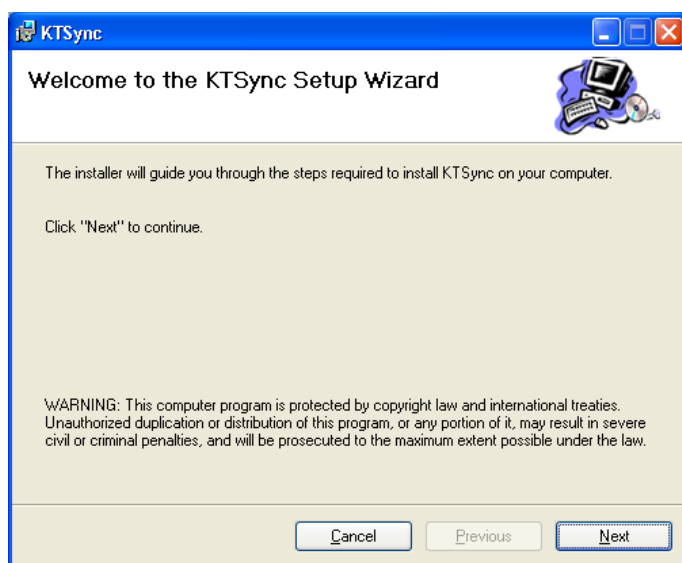 KTSync
Welcome to the KTSync Setup Wizard
The installer will guide you through the steps required to install KTSync on your computer.
Click "Next" to continue.
WARNING: This computer program is protected by copyright law and international treaties.
Unauthorized duplication or distribution of this program, or any portion of it, may result in severe
civil or criminal penalties, and will be prosecuted to the maximum extent possible under the law.
Cancel Previous Next